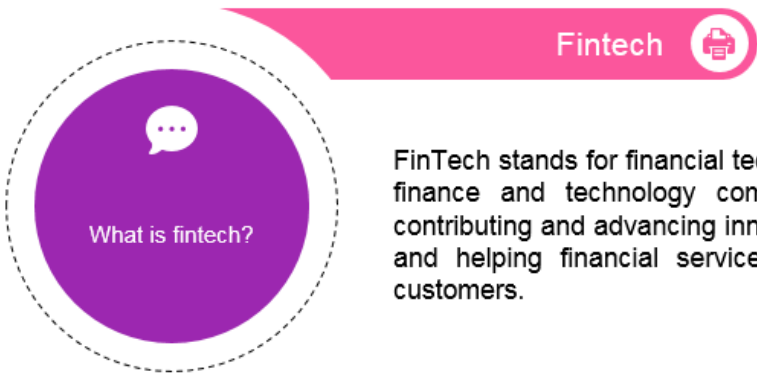 Fintech
What is fintech?
FinTech stands for financial
finance and technology
contributing and advancing
and helping financial
customers.